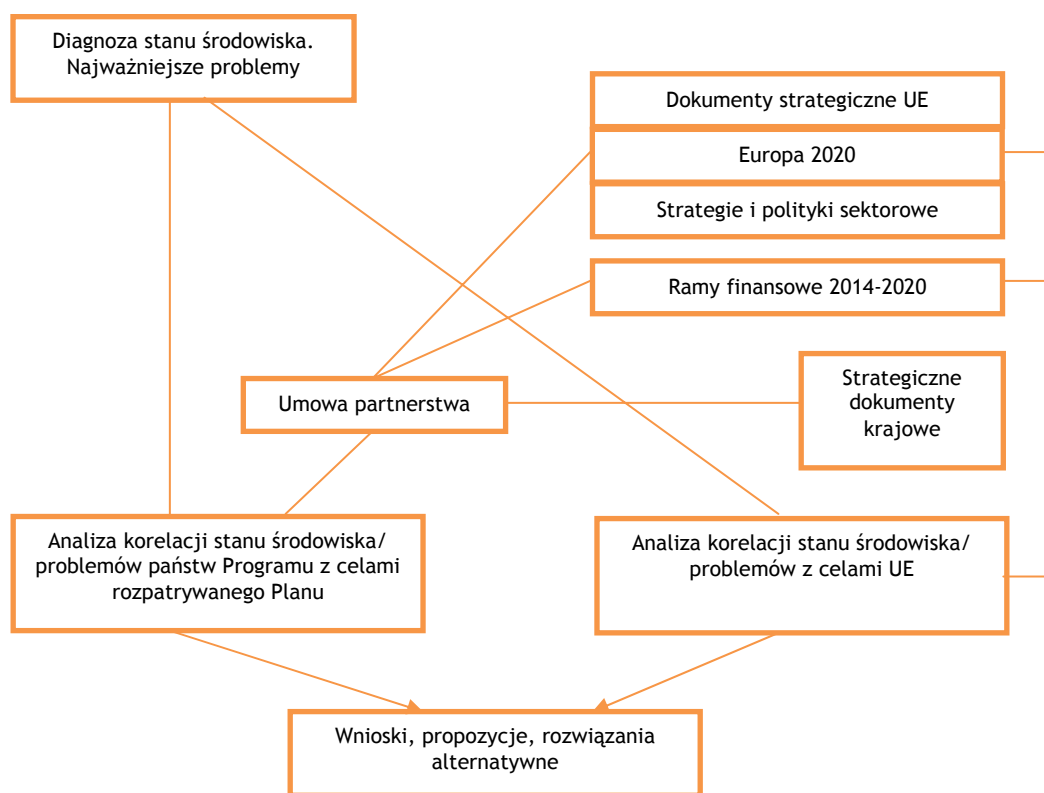 Diagnoza stanu środowiska.
Najważniejsze problemy
Dokumenty strategiczne UE
Europa 2020
Strategie i polityki sektorowe
Ramy finansowe 2014-2020
Umowa partnerstwa
Strategiczne
dokumenty
krajowe
Analiza korelacji stanu środowiska/
problemów państw Programu z celami
rozpatrywanego Planu
Analiza korelacji stanu środowiska/
problemów z celami UE
Wnioski, propozycje, rozwiązania
alternatywne